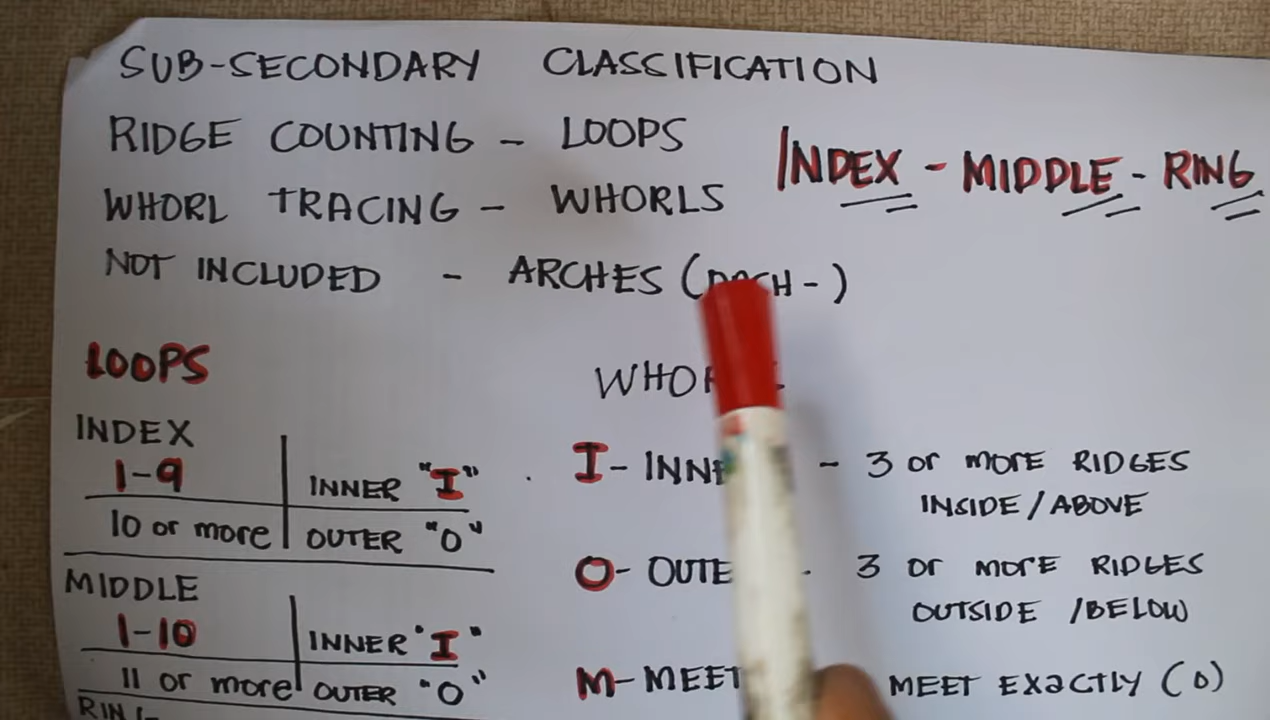 SUB-SECONDARY CLASSIFICATION
RIDGE COUNTING - LOOPS
WHORL TRACING - WHORLS
INDEX - MIDDLE - RING
NOT INCLUDED - ARCHES
LOOPS
INDEX
1-9 INNER "I"
10 or more OUTER "O"
MIDDLE
1-10 INNER "I"
11 or more OUTER "O"
I- - 3 or more RIDGES
INSIDE/ABOVE
O- - 3 or more RIDGES
OUTSIDE /BELOW
M-MEET MEET EXACTLY (0)